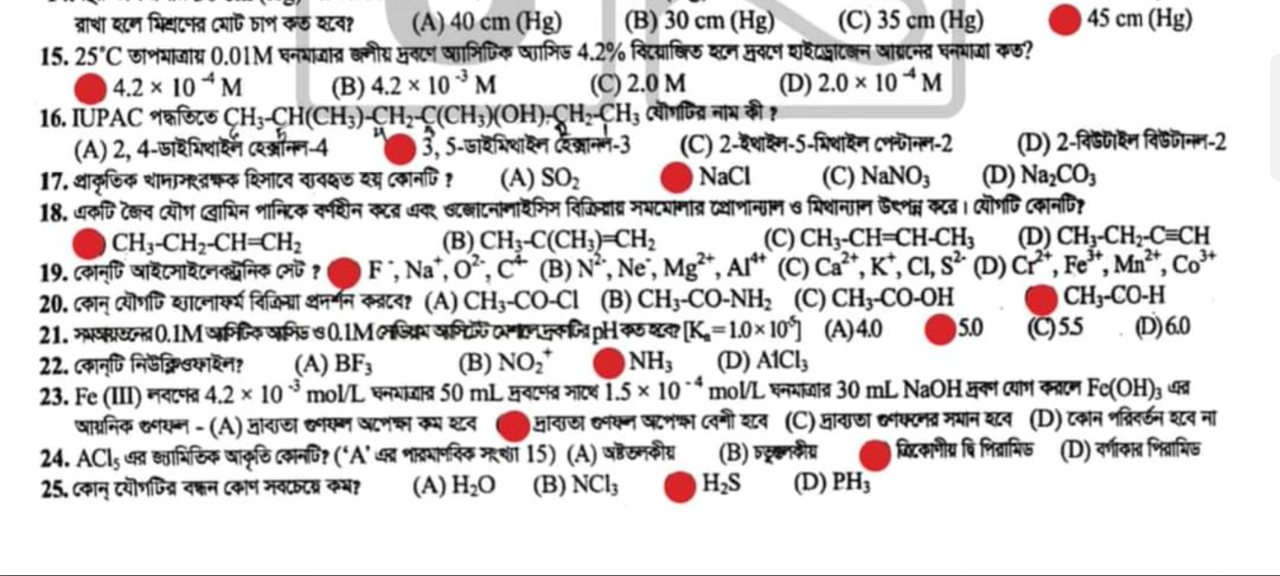 রাখা হলে মিশ্রণের মোট চাপ কত হবে? (A) 40 cm (Hg) (B) 30 cm (Hg) (C) 35 cm (Hg) 45 cm (Hg)
15. 25°C তাপমাত্রায় 0.01M ঘনমাত্রার জলীয় দ্রবণে অ্যাসিটিক অ্যাসিড 4.2% বিয়োজিত হলে দ্রবণে হাইড্রোজেন আয়নের ঘনমাত্রা কত?
4.2 × 10⁻⁴ M (B) 4.2 × 10⁻³ M (C) 2.0 M (D) 2.0 × 10⁻⁴ M
16. IUPAC পদ্ধতিতে CH₃-CH(CH₃)-CH₂-C(CH₃)(OH)-CH₂-CH₃ যৌগটির নাম কী ?
(A) 2, 4-ডাইমিথাইল হেক্সানল-4 3, 5-ডাইমিথাইল হেক্সানল-3 (C) 2-ইথাইল-5-মিথাইল পেন্টানল-2 (D) 2-বিউটাইল বিউটানল-2
17. প্রাকৃতিক খাদ্যসংরক্ষক হিসাবে ব্যবহৃত হয় কোনটি ? (A) SO₂ NaCl (C) NaNO₃ (D) Na₂CO₃
18. একটি জৈব যৌগ ব্রোমিন পানিকে বর্ণহীন করে এবং ওজোনোলাইসিস বিক্রিয়ায় সমমোলার প্রোপান্যাল ও মিথান্যাল উৎপন্ন করে। যৌগটি কোনটি?
CH₃-CH₂-CH=CH₂ (B) CH₃-C(CH₃)=CH₂ (C) CH₃-CH=CH-CH₃ (D) CH₃-CH₂-C≡CH
19. কোন্‌টি আইসোইলেকট্রনিক সেট ? F⁻, Na⁺, O²⁻, C⁴⁻ (B) N²⁻, Ne⁻, Mg²⁺, Al⁴⁺ (C) Ca²⁺, K⁺, Cl, S²⁻ (D) Cr²⁺, Fe³⁺, Mn²⁺, Co³⁺
20. কোন্ যৌগটি হ্যালোফর্ম বিক্রিয়া প্রদর্শন করবে? (A) CH₃-CO-Cl (B) CH₃-CO-NH₂ (C) CH₃-CO-OH CH₃-CO-H
21. সমআয়তনের 0.1M অ্যাসিটিক অ্যাসিড ও 0.1M সোডিয়াম অ্যাসিটেট মেশালে দ্রবণটির pH কত হবে? [Kₐ=1.0×10⁻⁵] (A) 4.0 5.0 (C) 5.5 (D) 6.0
22. কোন্‌টি নিউক্লিওফাইল? (A) BF₃ (B) NO₂⁺ NH₃ (D) AlCl₃
23. Fe (III) লবণের 4.2 × 10⁻³ mol/L ঘনমাত্রার 50 mL দ্রবণের সাথে 1.5 × 10⁻⁴ mol/L ঘনমাত্রার 30 mL NaOH দ্রবণ যোগ করলে Fe(OH)₃ এর
আয়নিক গুণফল - (A) দ্রাব্যতা গুণফল অপেক্ষা কম হবে দ্রাব্যতা গুণফল অপেক্ষা বেশী হবে (C) দ্রাব্যতা গুণফলের সমান হবে (D) কোন পরিবর্তন হবে না
24. ACl₅ এর জ্যামিতিক আকৃতি কোনটি? ('A' এর পারমাণবিক সংখ্যা 15) (A) অষ্টতলকীয় (B) চতুস্তলকীয় ত্রিকোণীয় দ্বি পিরামিড (D) বর্গাকার পিরামিড
25. কোন্ যৌগটির বন্ধন কোণ সবচেয়ে কম? (A) H₂O (B) NCl₃ H₂S (D) PH₃